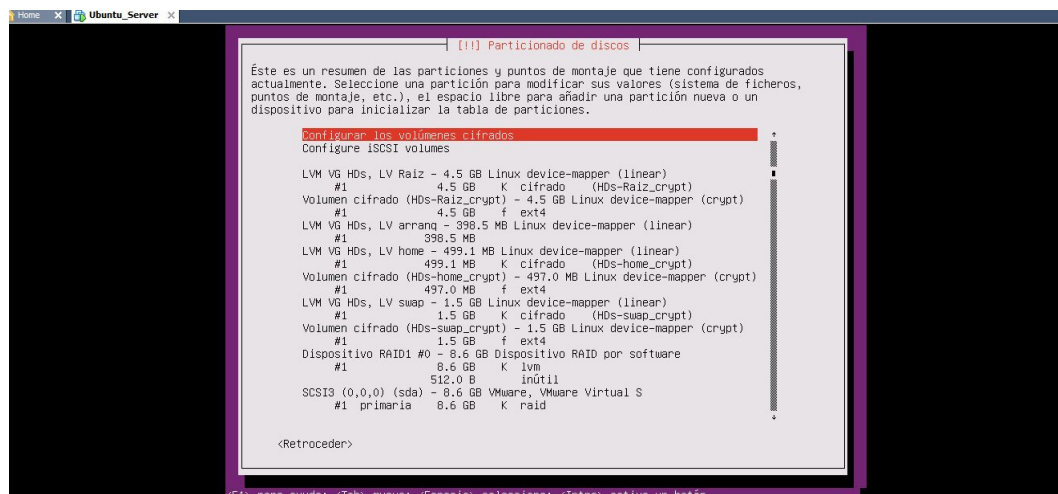 Home
Ubuntu_Server
[!!] Particionado de discos
Éste es un resumen de las particiones y puntos de montaje que tiene configurados
actualmente. Seleccione una partición para modificar sus valores (sistema de ficheros,
puntos de montaje, etc.), el espacio libre para añadir una partición nueva o un
dispositivo para inicializar la tabla de particiones.
Configurar los volúmenes cifrados
Configure iSCSI volumes
LVM VG HDs, LV Raiz - 4.5 GB Linux device-mapper (linear)
#1 4.5 GB K cifrado (HDs-Raiz_crypt)
Volumen cifrado (HDs-Raiz_crypt) - 4.5 GB Linux device-mapper (crypt)
#1 4.5 GB f ext4
LVM VG HDs, LV arranq - 398.5 MB Linux device-mapper (linear)
#1 398.5 MB
LVM VG HDs, LV home - 499.1 MB Linux device-mapper (linear)
#1 499.1 MB K cifrado (HDs-home_crypt)
Volumen cifrado (HDs-home_crypt) - 497.0 MB Linux device-mapper (crypt)
#1 497.0 MB f ext4
LVM VG HDs, LV swap - 1.5 GB Linux device-mapper (linear)
#1 1.5 GB K cifrado (HDs-swap_crypt)
Volumen cifrado (HDs-swap_crypt) - 1.5 GB Linux device-mapper (crypt)
#1 1.5 GB f ext4
Dispositivo RAID1 #0 - 8.6 GB Dispositivo RAID por software
#1 8.6 GB K lvm
512.0 B inútil
SCSI3 (0,0,0) (sda) - 8.6 GB VMware, VMware Virtual S
#1 primaria 8.6 GB K raid
<Retroceder>
<F1> para ayuda; <Tab> mueve; <Espacio> selecciona; <Intro> activa un botón